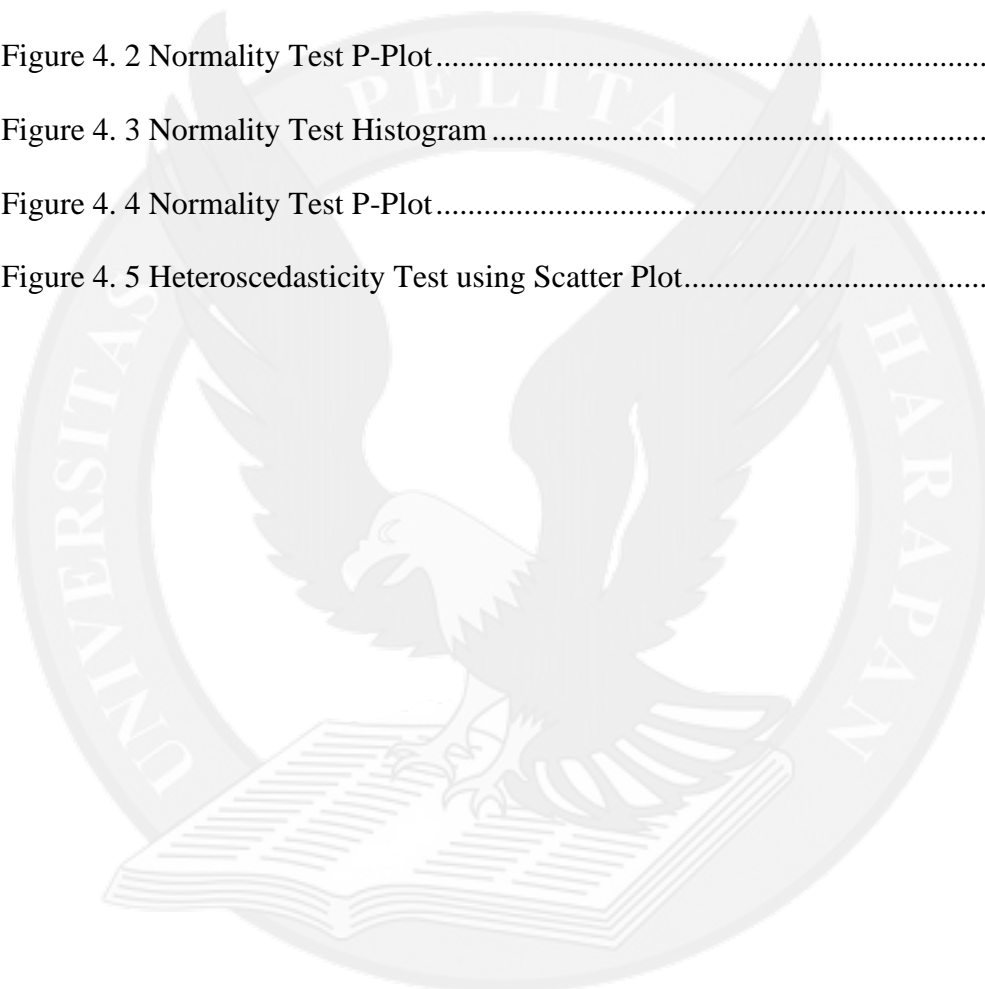 Figure 4. 2 Normality Test P-Plot..................................................................
Figure 4. 3 Normality Test Histogram...........................................................
Figure 4. 4 Normality Test P-Plot..................................................................
Figure 4. 5 Heteroscedasticity Test using Scatter Plot....................................
UNIVERSITAS PELITA HARAPAN